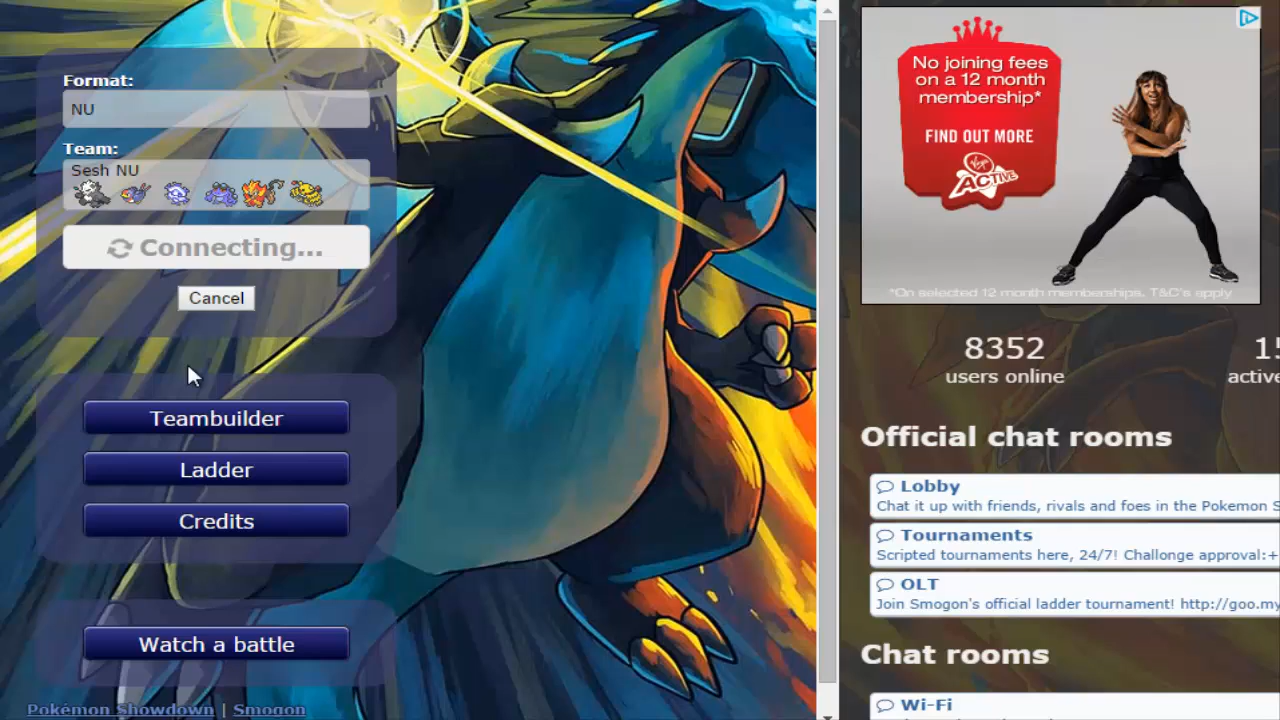 Format:
NU
Team:
Sesh NU
Connecting...
Cancel
Teambuilder
Ladder
Credits
Watch a battle
Pokémon Showdown | Smogon
No joining fees
on a 12 month
membership*
FIND OUT MORE
Virgin
ACTIVE
*On selected 12 month memberships. T&C's apply
8352
users online
15
active
Official chat rooms
Lobby
Chat it up with friends, rivals and foes in the Pokemon S
Tournaments
Scripted tournaments here, 24/7! Challonge approval:+
OLT
Join Smogon's official ladder tournament! http://goo.my
Chat rooms
Wi-Fi